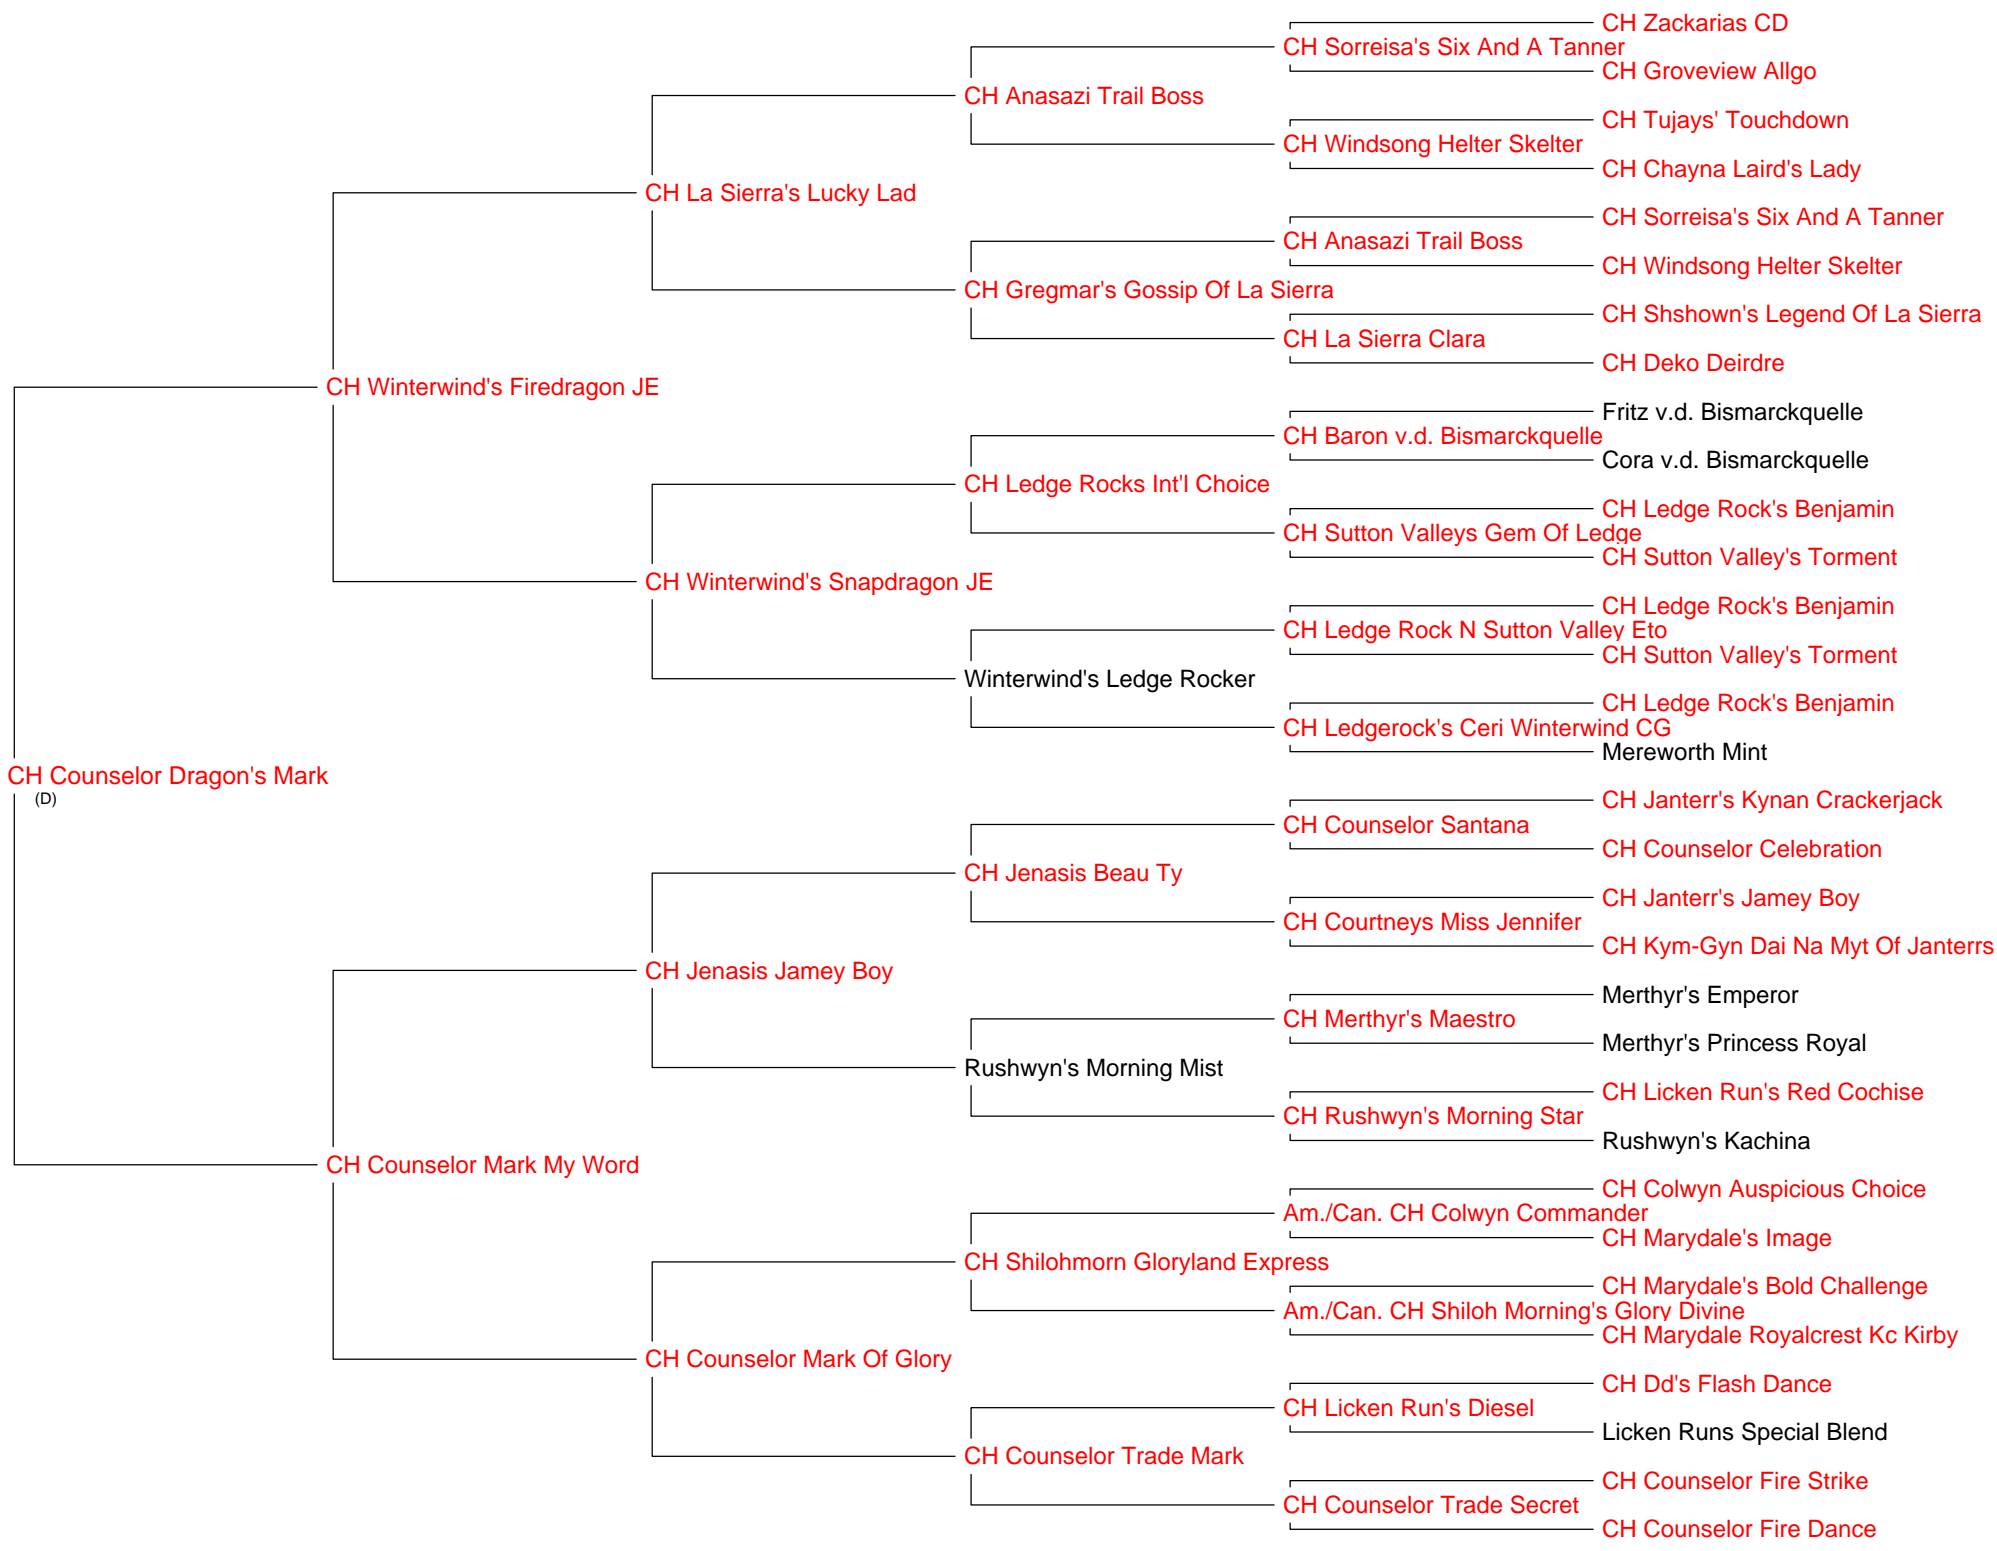 CH Zackarias CD
CH Sorreisa's Six And A Tanner
CH Groveview Allgo
CH Anasazi Trail Boss
CH Tujays' Touchdown
CH Windsong Helter Skelter
CH Chayna Laird's Lady
CH La Sierra's Lucky Lad
CH Sorreisa's Six And A Tanner
CH Anasazi Trail Boss
CH Windsong Helter Skelter
CH Gregmar's Gossip Of La Sierra
CH Shshown's Legend Of La Sierra
CH La Sierra Clara
CH Deko Deirdre
CH Winterwind's Firedragon JE
Fritz v.d. Bismarckquelle
CH Baron v.d. Bismarckquelle
Cora v.d. Bismarckquelle
CH Ledge Rocks Int'l Choice
CH Ledge Rock's Benjamin
CH Sutton Valleys Gem Of Ledge
CH Sutton Valley's Torment
CH Winterwind's Snapdragon JE
CH Ledge Rock's Benjamin
CH Ledge Rock N Sutton Valley Eto
CH Sutton Valley's Torment
Winterwind's Ledge Rocker
CH Ledge Rock's Benjamin
CH Ledgerock's Ceri Winterwind CG
Mereworth Mint
CH Counselor Dragon's Mark
(D)
CH Janterr's Kynan Crackerjack
CH Counselor Santana
CH Counselor Celebration
CH Jenasis Beau Ty
CH Janterr's Jamey Boy
CH Courtneys Miss Jennifer
CH Kym-Gyn Dai Na Myt Of Janterrs
CH Jenasis Jamey Boy
Merthyr's Emperor
CH Merthyr's Maestro
Merthyr's Princess Royal
Rushwyn's Morning Mist
CH Licken Run's Red Cochise
CH Rushwyn's Morning Star
Rushwyn's Kachina
CH Counselor Mark My Word
CH Colwyn Auspicious Choice
Am./Can. CH Colwyn Commander
CH Marydale's Image
CH Shilohmorn Gloryland Express
CH Marydale's Bold Challenge
Am./Can. CH Shiloh Morning's Glory Divine
CH Marydale Royalcrest Kc Kirby
CH Counselor Mark Of Glory
CH Dd's Flash Dance
CH Licken Run's Diesel
Licken Runs Special Blend
CH Counselor Trade Mark
CH Counselor Fire Strike
CH Counselor Trade Secret
CH Counselor Fire Dance